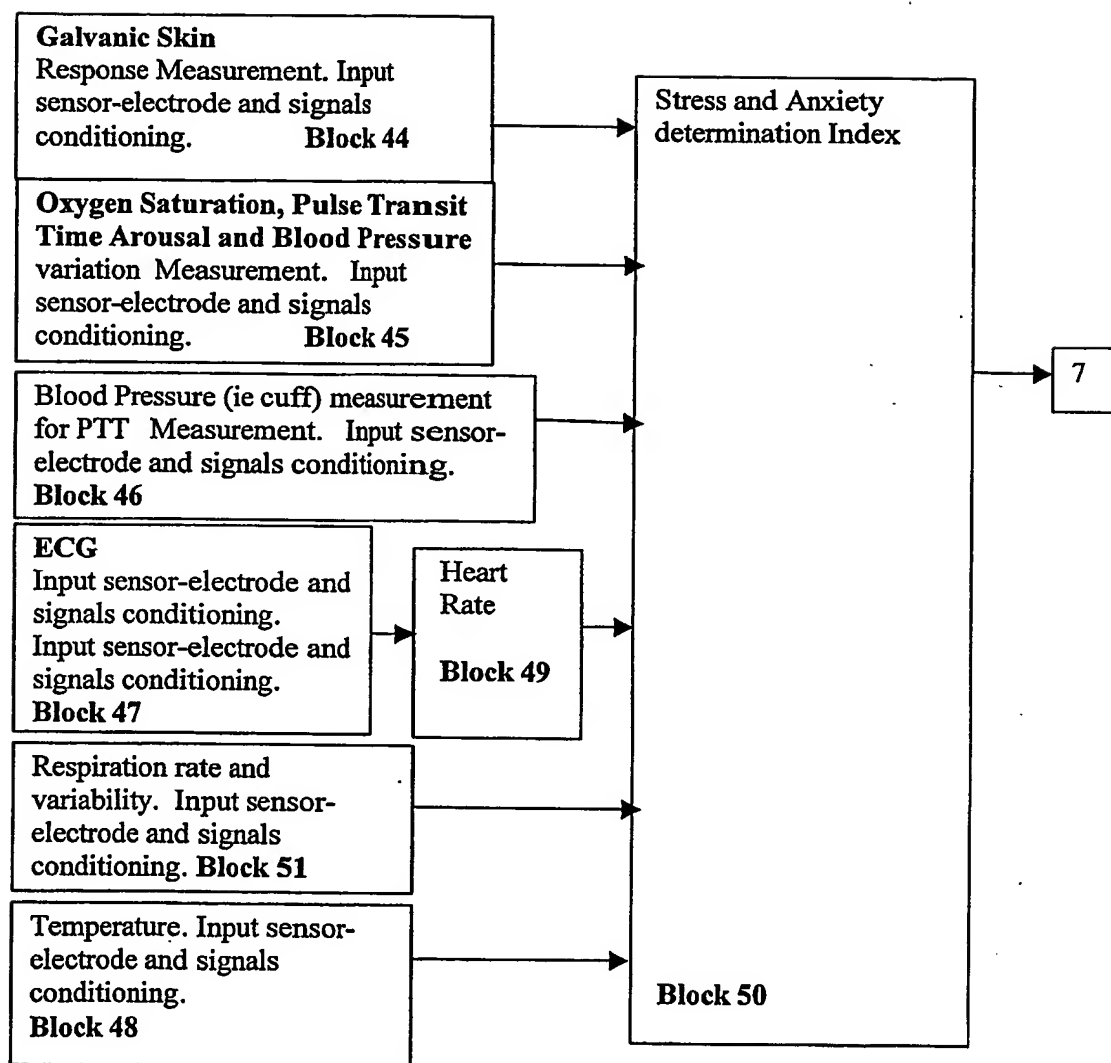 Galvanic Skin
Response Measurement. Input
sensor-electrode and signals
conditioning. Block 44
Oxygen Saturation, Pulse Transit
Time Arousal and Blood Pressure
variation Measurement. Input
sensor-electrode and signals
conditioning. Block 45
Blood Pressure (ie cuff) measurement
for PTT Measurement. Input sensor-
electrode and signals conditioning.
Block 46
ECG
Input sensor-electrode and
signals conditioning.
Input sensor-electrode and
signals conditioning.
Block 47
Heart
Rate
Block 49
Respiration rate and
variability. Input sensor-
electrode and signals
conditioning. Block 51
Temperature. Input sensor-
electrode and signals
conditioning.
Block 48
Stress and Anxiety
determination Index
Block 50
7